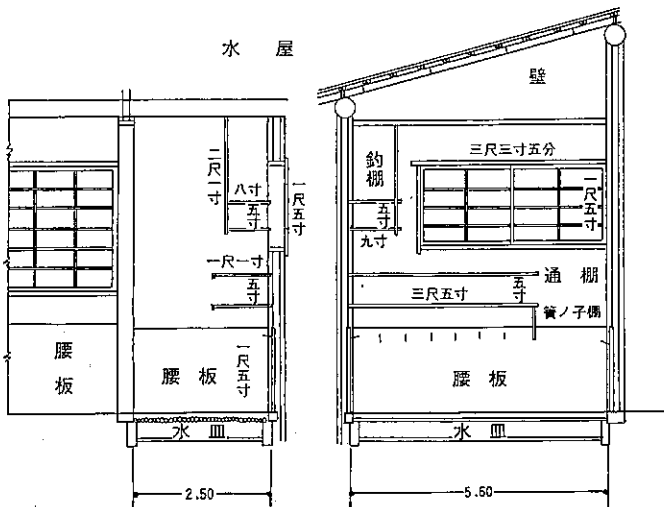 水屋
二尺一寸
八寸
五寸
一尺五寸
一尺一寸
五寸
腰板
腰板
一尺五寸
水皿
2.50
壁
釣棚
三尺三寸五分
一尺五寸
五寸
九寸
通棚
五寸
三尺五寸
簀ノ子棚
腰板
水皿
5.60